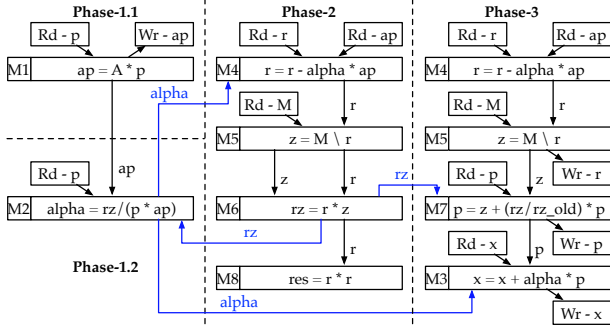 Phase-1.1
Rd - p
Wr - ap
M1
ap = A * p
ap
Rd - p
M2
alpha = rz/(p * ap)
Phase-1.2
alpha
rz
alpha
Phase-2
Rd - r
Rd - ap
M4
r = r - alpha * ap
r
Rd - M
M5
z = M \ r
z
r
rz
M6
rz = r * z
r
M8
res = r * r
Phase-3
Rd - r
Rd - ap
M4
r = r - alpha * ap
r
Rd - M
M5
z = M \ r
Rd - p
z
Wr - r
M7
p = z + (rz/rz_old) * p
Rd - x
p
Wr - p
M3
x = x + alpha * p
Wr - x